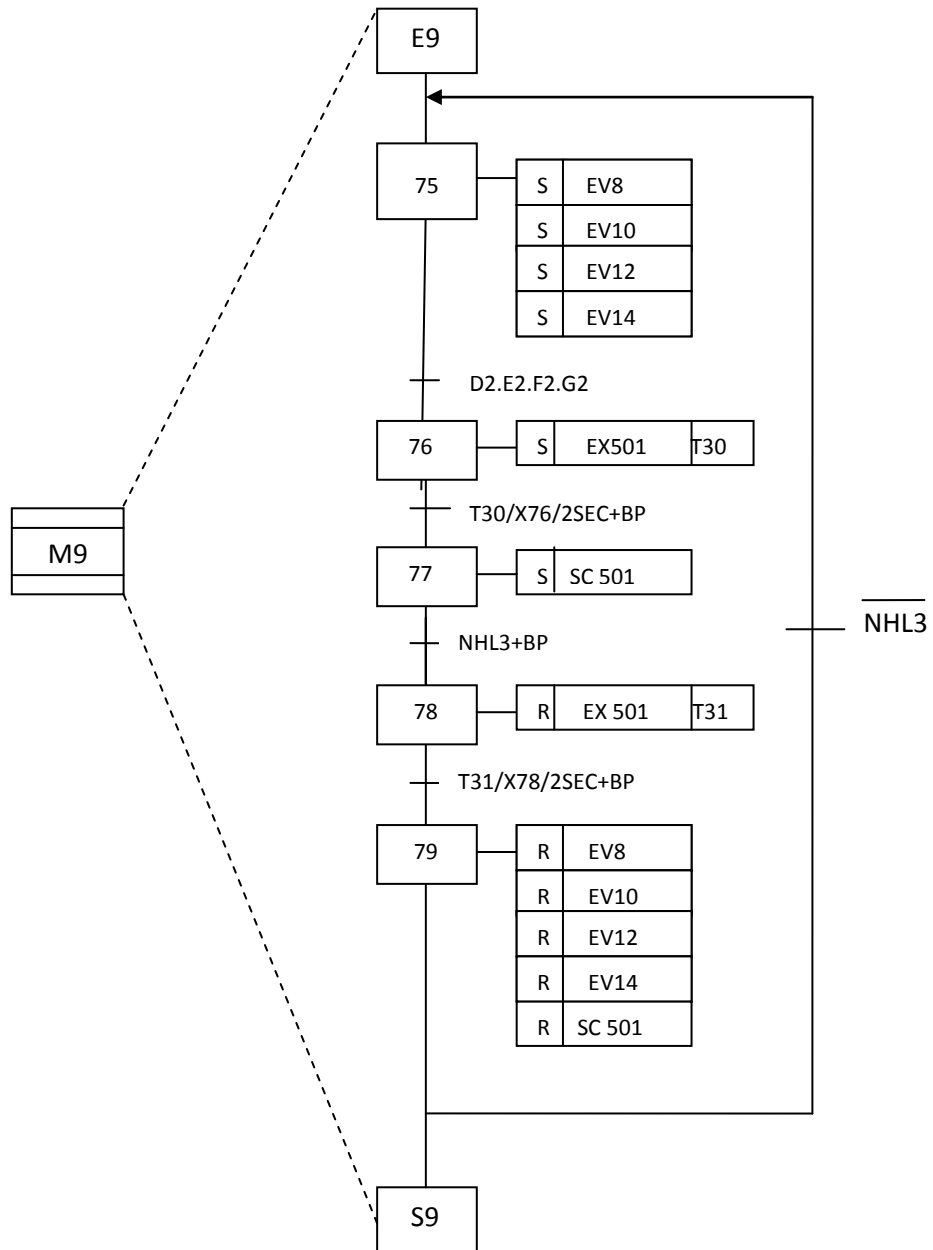 E9
75
S EV8
S EV10
S EV12
S EV14
D2.E2.F2.G2
76
S EX501 T30
T30/X76/2SEC+BP
M9
77
S SC 501
N̅H̅L̅3̅
NHL3+BP
78
R EX 501 T31
T31/X78/2SEC+BP
79
R EV8
R EV10
R EV12
R EV14
R SC 501
S9